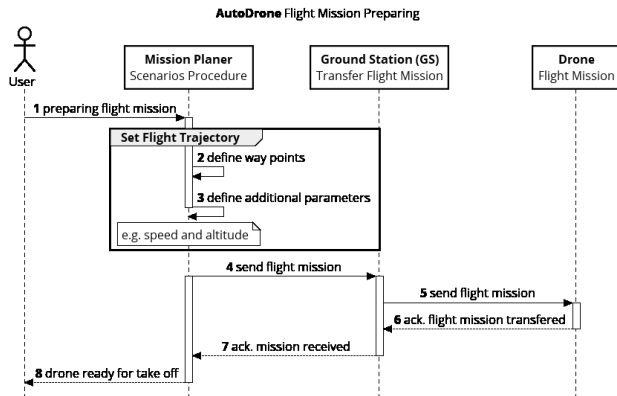 AutoDrone Flight Mission Preparing
User
Mission Planer
Scenarios Procedure
Ground Station (GS)
Transfer Flight Mission
Drone
Flight Mission
1 preparing flight mission
Set Flight Trajectory
2 define way points
3 define additional parameters
e.g. speed and altitude
4 send flight mission
5 send flight mission
6 ack. flight mission transfered
7 ack. mission received
8 drone ready for take off